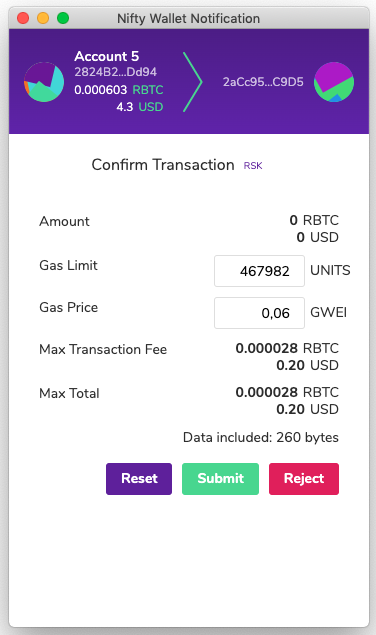 Nifty Wallet Notification
Account 5
2824B2...Dd94
0.000603 RBTC
4.3 USD
2aCc95...C9D5
Confirm Transaction RSK
Amount 0 RBTC
0 USD
Gas Limit 467982 UNITS
Gas Price 0,06 GWEI
Max Transaction Fee 0.000028 RBTC
0.20 USD
Max Total 0.000028 RBTC
0.20 USD
Data included: 260 bytes
Reset Submit Reject